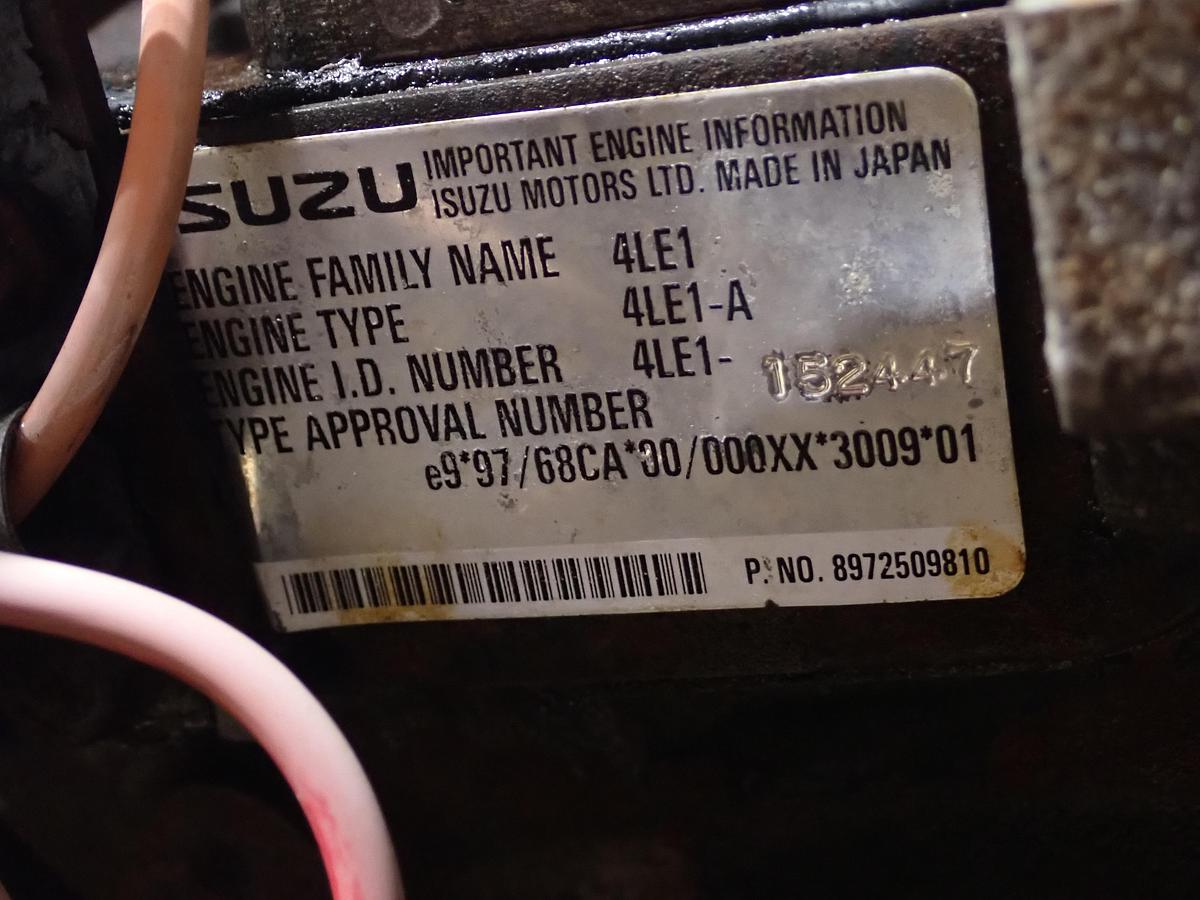 ISUZU
IMPORTANT ENGINE INFORMATION
ISUZU MOTORS LTD. MADE IN JAPAN
ENGINE FAMILY NAME 4LE1
ENGINE TYPE 4LE1-A
ENGINE I.D. NUMBER 4LE1- 152447
TYPE APPROVAL NUMBER
e9*97/68CA*00/000XX*3009*01
P. NO. 8972509810